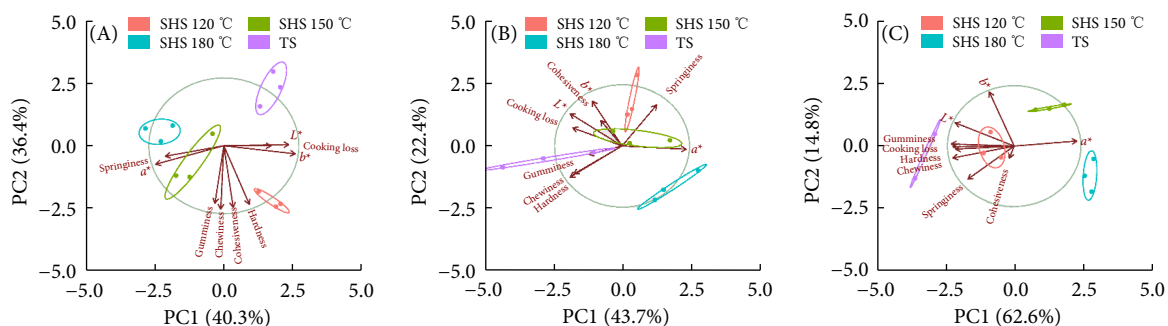 (A)
SHS 120 ℃
SHS 150 ℃
SHS 180 ℃
TS
5.0
2.5
0.0
−2.5
−5.0
PC2 (36.4%)
L*
Cooking loss
b*
Springiness
a*
Gumminess
Chewiness
Cohesiveness
Hardness
−5.0
−2.5
0.0
2.5
5.0
PC1 (40.3%)
(B)
SHS 120 ℃
SHS 150 ℃
SHS 180 ℃
TS
5.0
2.5
0.0
−2.5
−5.0
PC2 (22.4%)
Cohesiveness
b*
Springiness
L*
Cooking loss
a*
Gumminess
Chewiness
Hardness
−5.0
−2.5
0.0
2.5
5.0
PC1 (43.7%)
(C)
SHS 120 ℃
SHS 150 ℃
SHS 180 ℃
TS
5.0
2.5
0.0
−2.5
−5.0
PC2 (14.8%)
b*
L*
Gumminess
Cooking loss
Hardness
Chewiness
a*
Springiness
Cohesiveness
−5.0
−2.5
0.0
2.5
5.0
PC1 (62.6%)